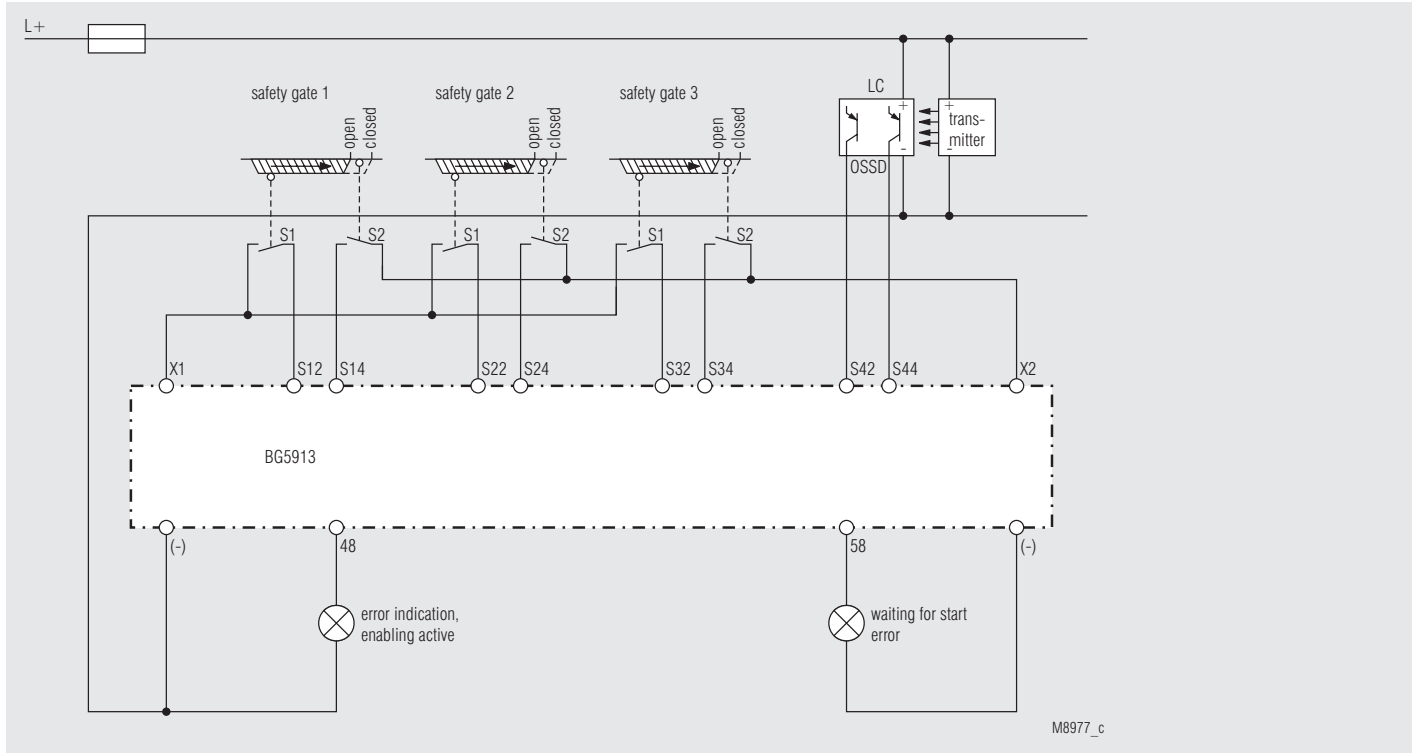 L+
safety gate 1
open
closed
safety gate 2
open
closed
safety gate 3
open
closed
LC
+
-
OSSD
+
trans-
mitter
-
S1
S2
S1
S2
S1
S2
X1
S12
S14
S22
S24
S32
S34
S42
S44
X2
BG5913
(-)
48
58
(-)
error indication,
enabling active
waiting for start
error
M8977_c